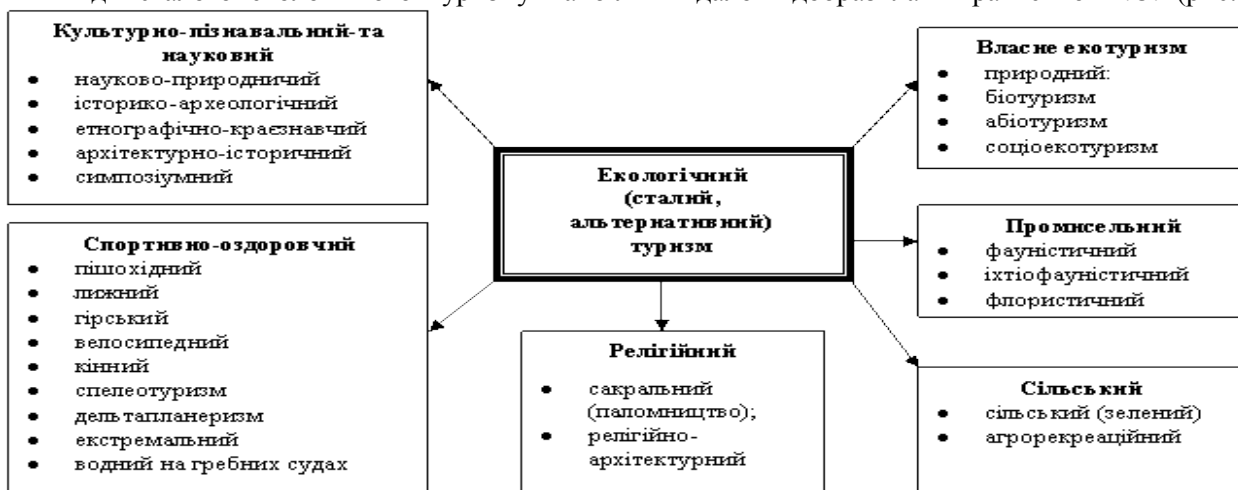 Культурно-пізнавальний-та
науковий
науково-природничий
історико-археологічний
етнографічно-краєзнавчий
архітектурно-історичний
симпозіумний
Спортивно-оздоровчий
пішохідний
лижний
гірський
велосипедний
кінний
спелеотуризм
дельтапланеризм
екстремальний
водний на гребних судах
Екологічний
(сталий,
альтернативний)
туризм
Релігійний
сакральний
(паломництво);
релігійно-
архітектурний
Власне екотуризм
природний:
біотуризм
абіотуризм
соціоекотуризм
Промисельний
фауністичний
іхтіофауністичний
флористичний
Сільський
сільський (зелений)
агрорекреаційний